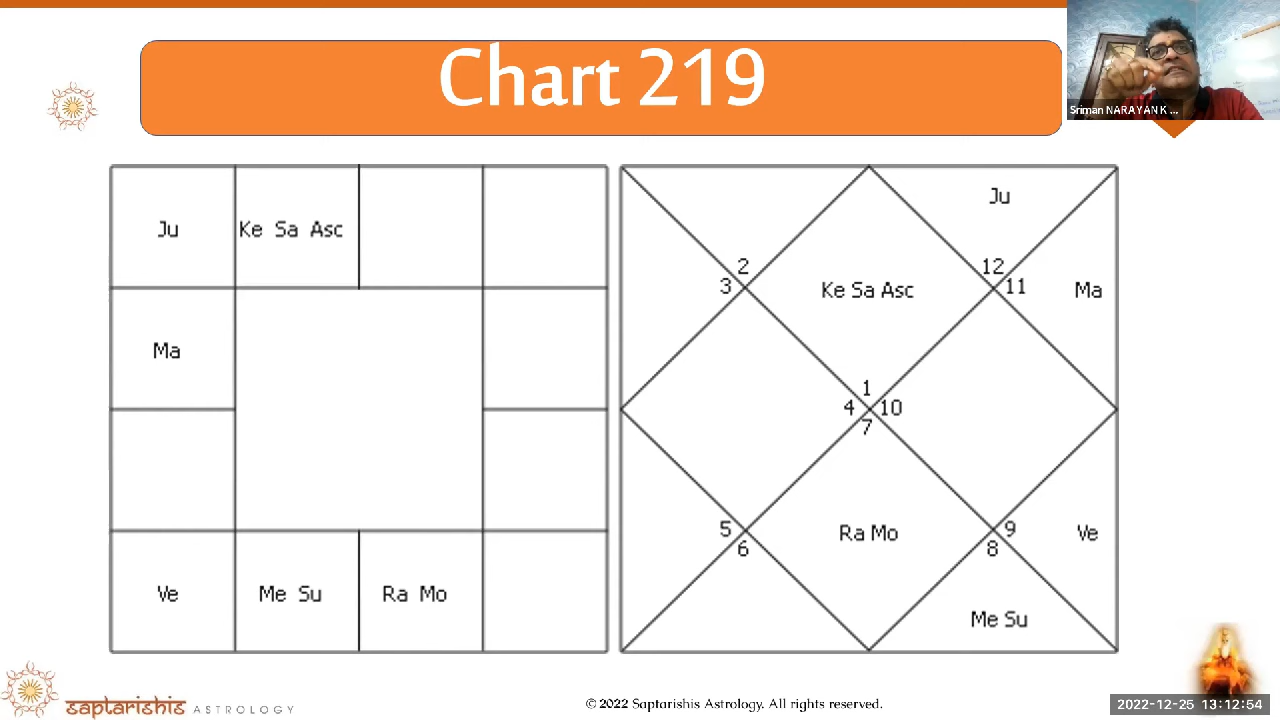 Chart 219
Sriman NARAYAN K ...
Ju
Ke Sa Asc
Ma
Ve
Me Su
Ra Mo
Ju
2
12
3
Ke Sa Asc
11
Ma
1
4
10
7
5
Ra Mo
9
Ve
6
8
Me Su
saptarishis ASTROLOGY
© 2022 Saptarishis Astrology. All rights reserved.
2022-12-25 13:12:54